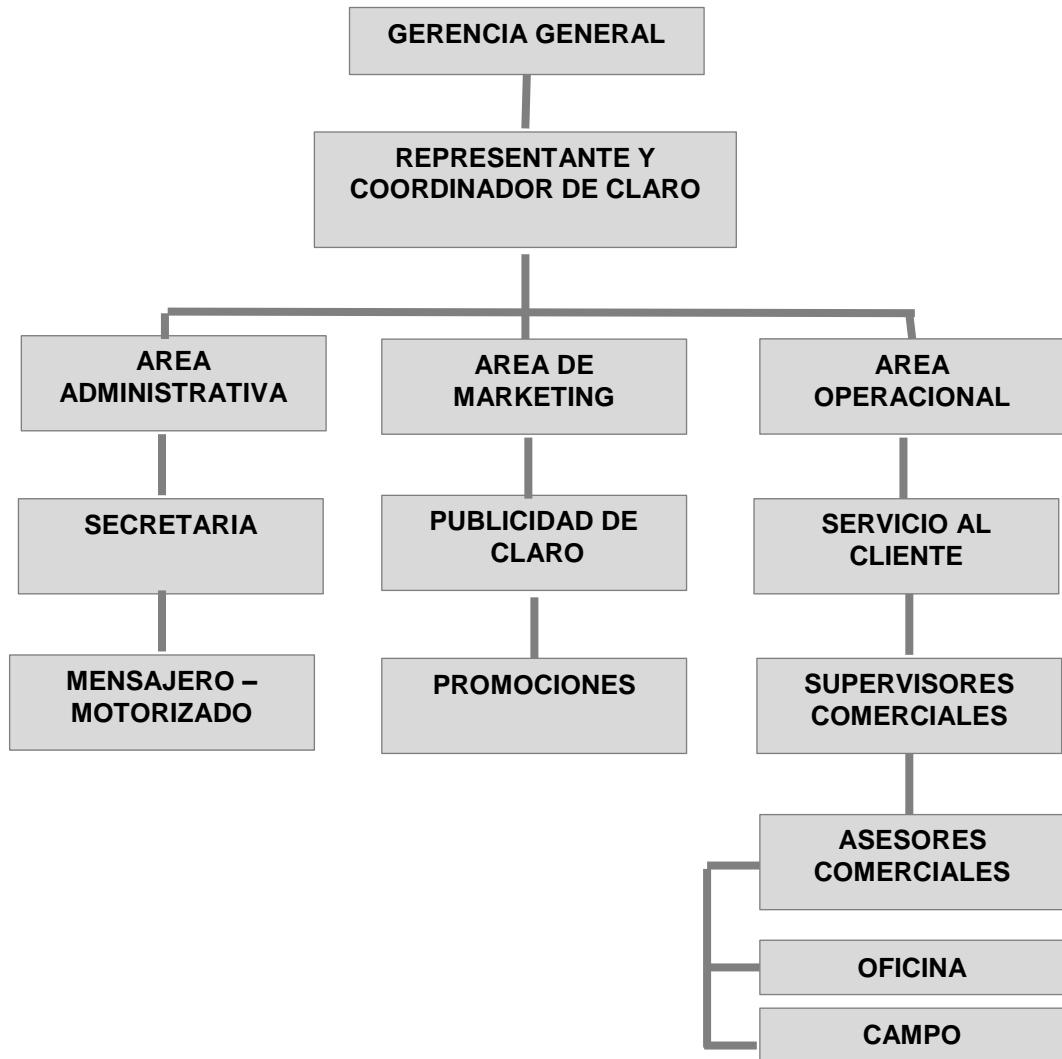 GERENCIA GENERAL
REPRESENTANTE Y
COORDINADOR DE CLARO
AREA
ADMINISTRATIVA
AREA DE
MARKETING
AREA
OPERACIONAL
SECRETARIA
PUBLICIDAD DE
CLARO
SERVICIO AL
CLIENTE
MENSAJERO –
MOTORIZADO
PROMOCIONES
SUPERVISORES
COMERCIALES
ASESORES
COMERCIALES
OFICINA
CAMPO